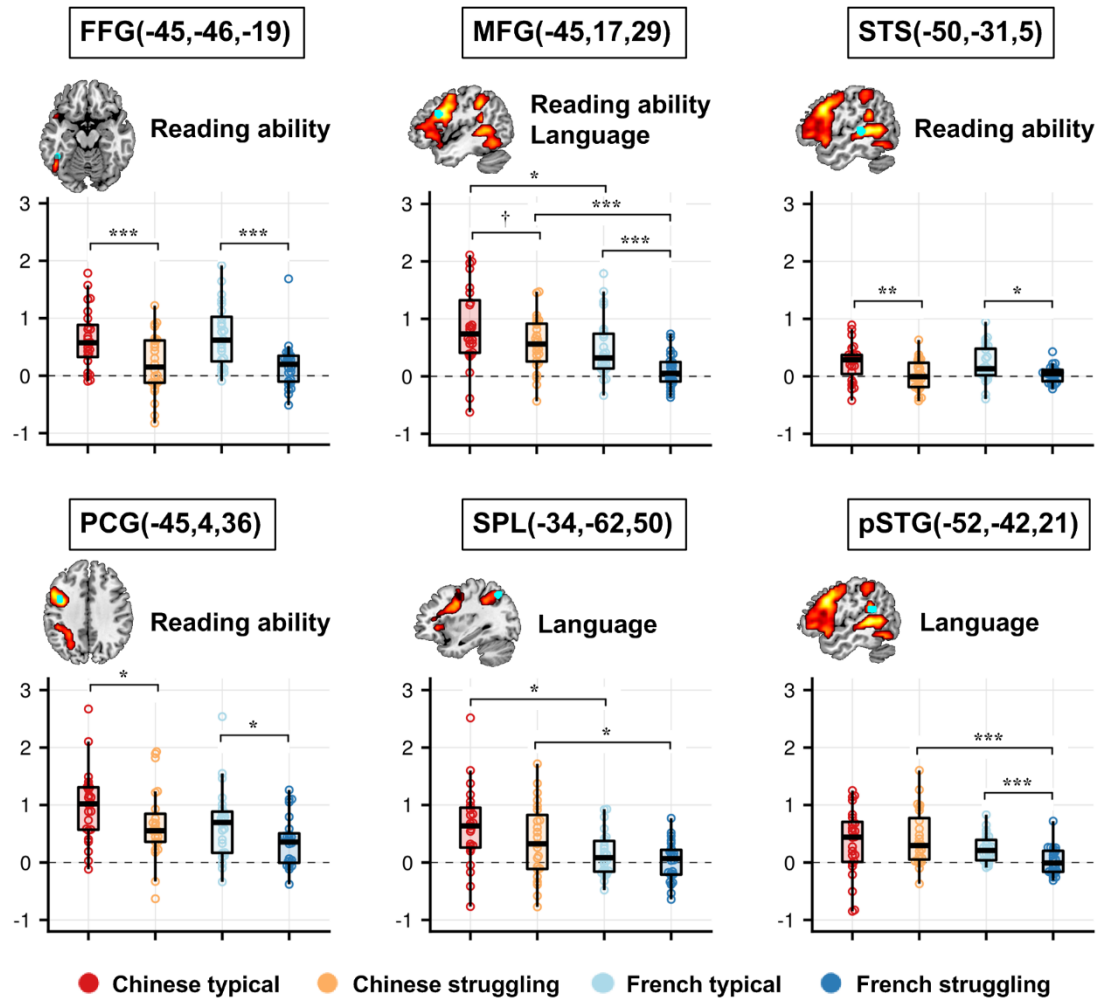 FFG(-45,-46,-19)
MFG(-45,17,29)
STS(-50,-31,5)
Reading ability
Reading ability
Language
Reading ability
3
2
1
0
-1
***
***
3
2
1
0
-1
*
†
***
***
3
2
1
0
-1
**
*
PCG(-45,4,36)
SPL(-34,-62,50)
pSTG(-52,-42,21)
Reading ability
Language
Language
3
2
1
0
-1
*
*
3
2
1
0
-1
*
*
3
2
1
0
-1
***
***
Chinese typical
Chinese struggling
French typical
French struggling